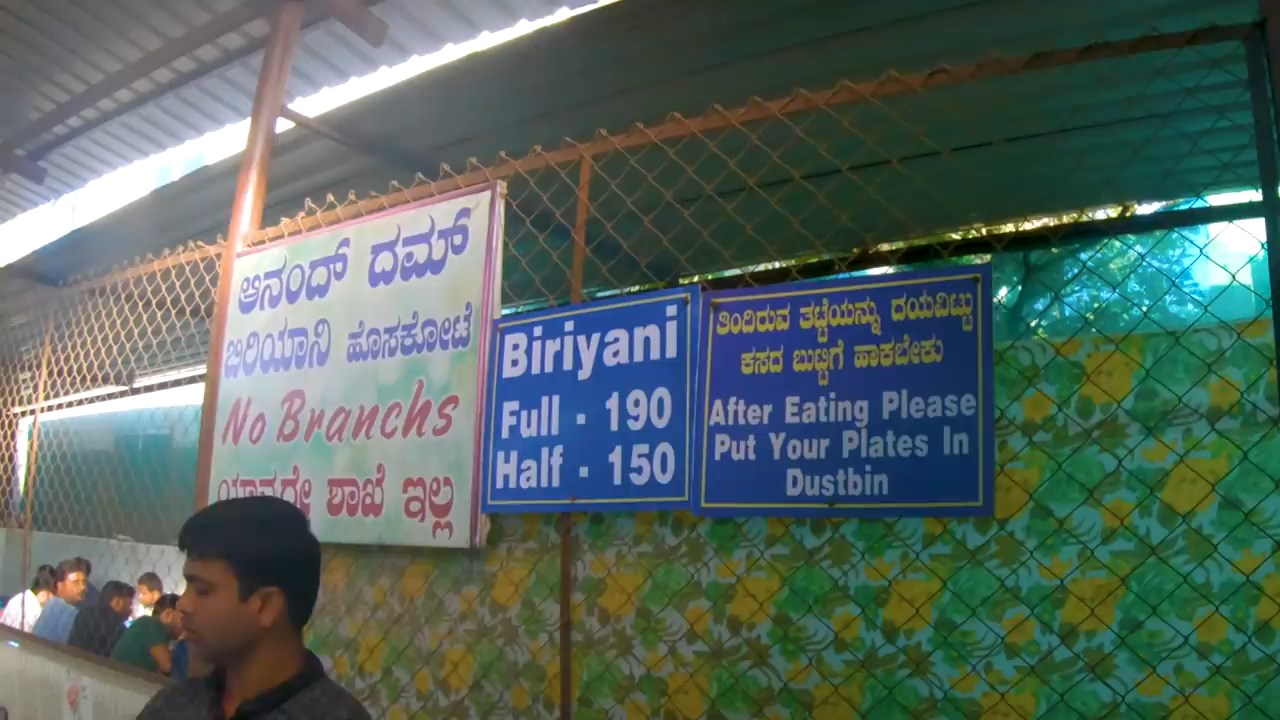 ಆನಂದ್ ದಮ್
ಬಿರಿಯಾನಿ ಹೊಸಕೋಟೆ
No Branchs
ಯಾವುದೇ ಶಾಖೆ ಇಲ್ಲ
Biriyani
Full - 190
Half - 150
ತಿಂದಿರುವ ತಟ್ಟೆಯನ್ನು ದಯವಿಟ್ಟು
ಕಸದ ಬುಟ್ಟಿಗೆ ಹಾಕಬೇಕು
After Eating Please
Put Your Plates In
Dustbin